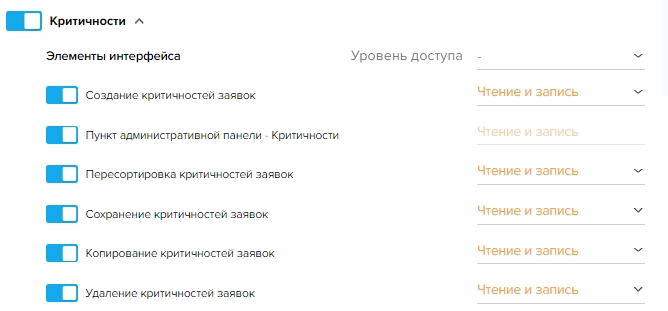 Критичности
Элементы интерфейса Уровень доступа -
Создание критичностей заявок Чтение и запись
Пункт административной панели - Критичности Чтение и запись
Пересортировка критичностей заявок Чтение и запись
Сохранение критичностей заявок Чтение и запись
Копирование критичностей заявок Чтение и запись
Удаление критичностей заявок Чтение и запись